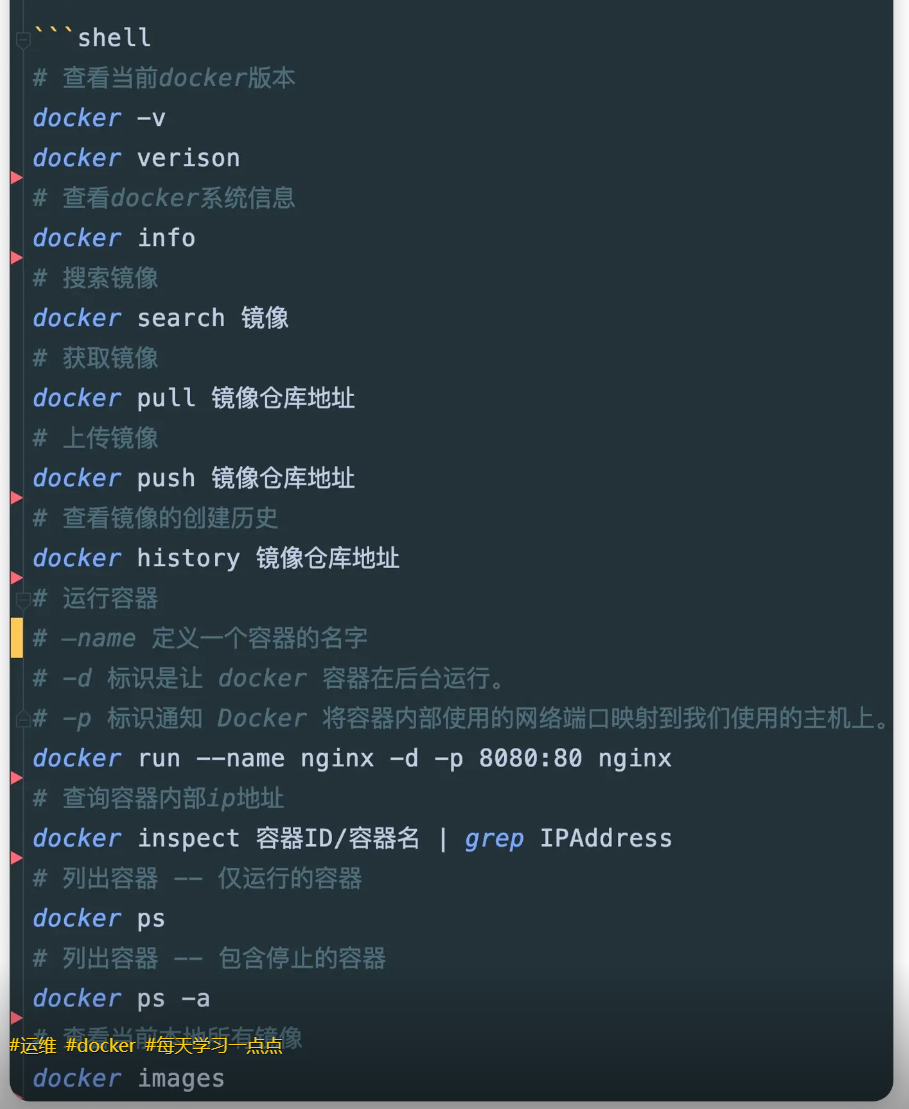 ```shell
# 查看当前docker版本
docker -v
docker verison
# 查看docker系统信息
docker info
# 搜索镜像
docker search 镜像
# 获取镜像
docker pull 镜像仓库地址
# 上传镜像
docker push 镜像仓库地址
# 查看镜像的创建历史
docker history 镜像仓库地址
# 运行容器
# –name 定义一个容器的名字
# -d 标识是让 docker 容器在后台运行。
# -p 标识通知 Docker 将容器内部使用的网络端口映射到我们使用的主机上。
docker run --name nginx -d -p 8080:80 nginx
# 查询容器内部ip地址
docker inspect 容器ID/容器名 | grep IPAddress
# 列出容器 -- 仅运行的容器
docker ps
# 列出容器 -- 包含停止的容器
docker ps -a
# 查看当前本地所有镜像
#运维 #docker #每天学习一点点
docker images